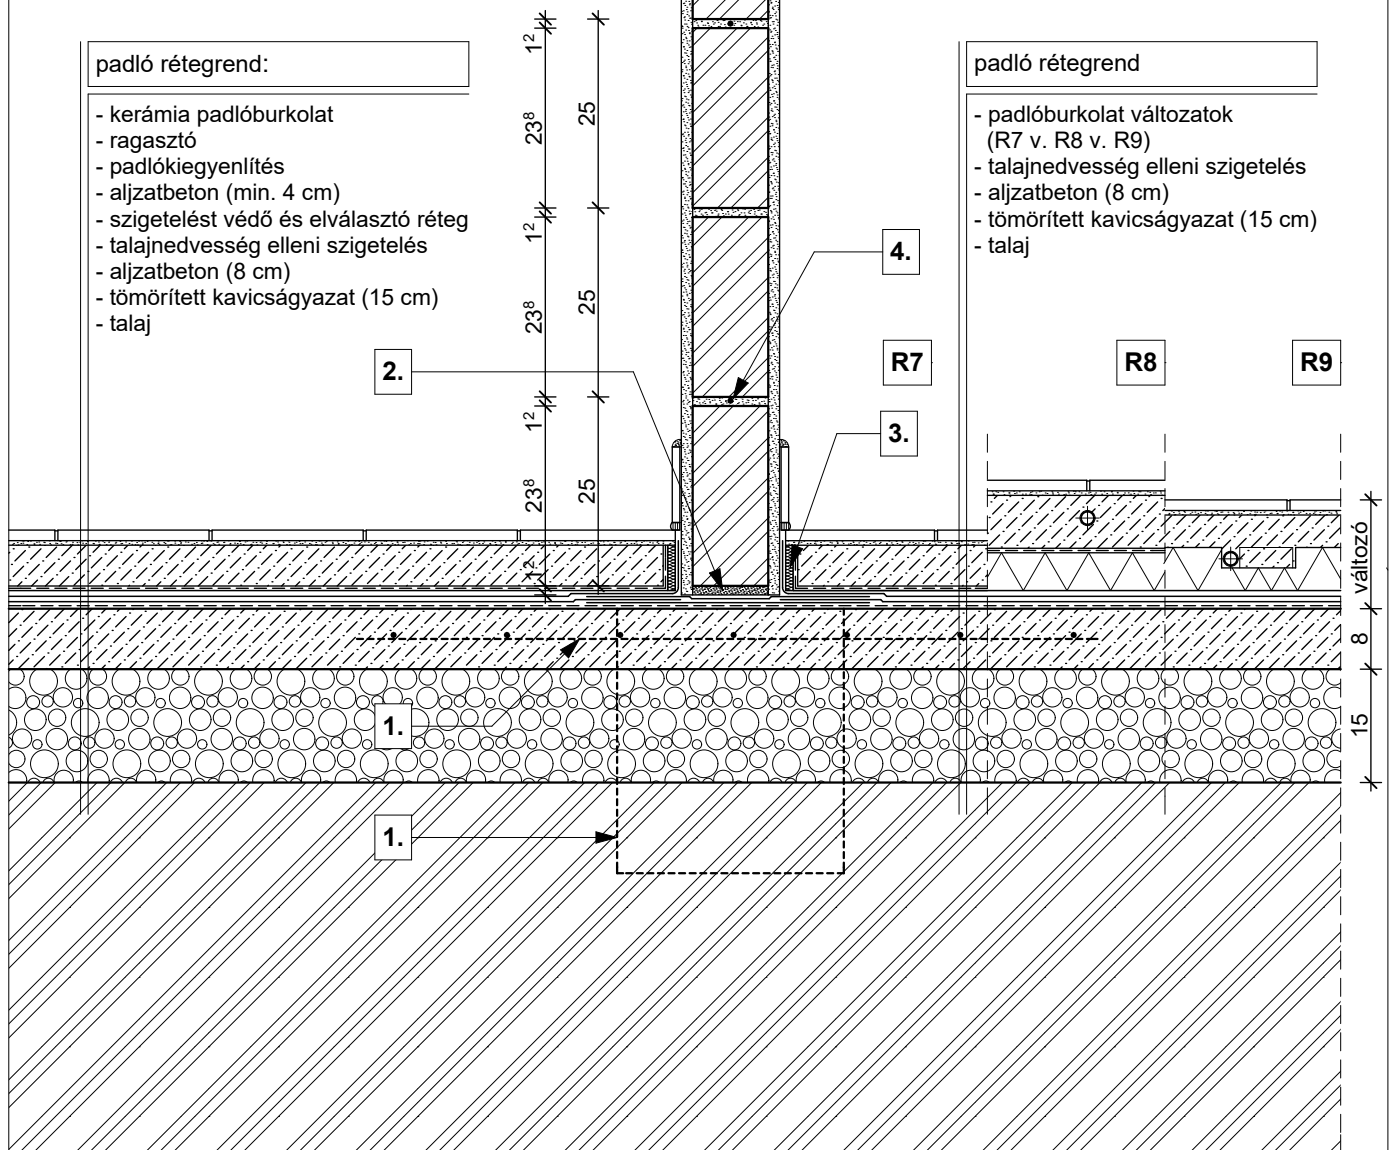 padló rétegrend:
- kerámia padlóburkolat
- ragasztó
- padlókiegyenlítés
- aljzatbeton (min. 4 cm)
- szigetelést védő és elválasztó réteg
- talajnedvesség elleni szigetelés
- aljzatbeton (8 cm)
- tömörített kavicságyazat (15 cm)
- talaj
padló rétegrend
- padlóburkolat változatok
(R7 v. R8 v. R9)
- talajnedvesség elleni szigetelés
- aljzatbeton (8 cm)
- tömörített kavicságyazat (15 cm)
- talaj
1²
23⁸
25
1²
23⁸
25
1²
23⁸
25
1²
4.
2.
R7
R8
R9
3.
változó
8
15
1.
1.